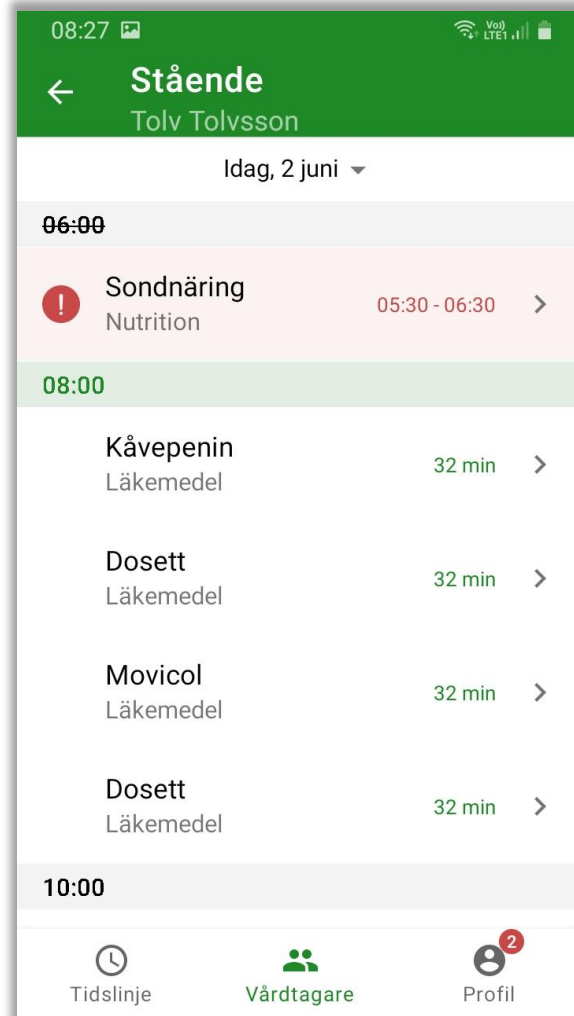 08:27
Vo)) LTE1
Stående
Tolv Tolvsson
Idag, 2 juni
06:00
Sondnäring
Nutrition
05:30 - 06:30
08:00
Kåvepenin
Läkemedel
32 min
Dosett
Läkemedel
32 min
Movicol
Läkemedel
32 min
Dosett
Läkemedel
32 min
10:00
2
Tidslinje
Vårdtagare
Profil